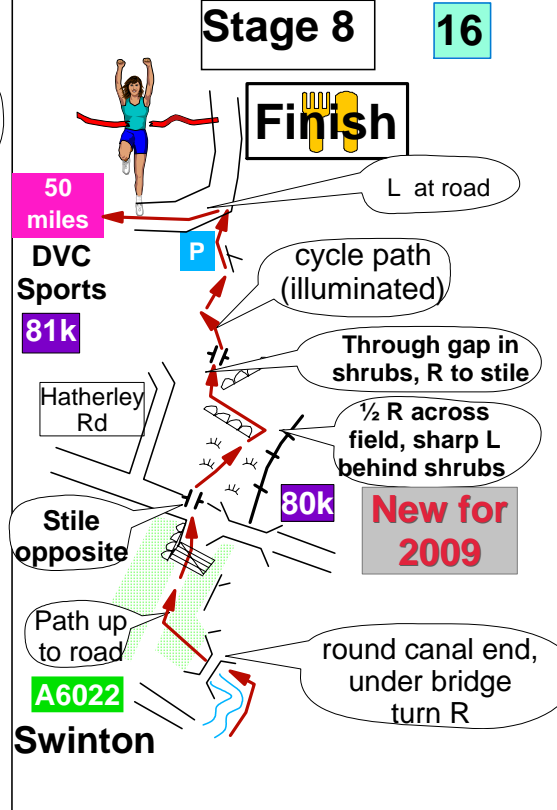 Stage 8
16
Finish
50
miles
L at road
P
DVC
Sports
81k
cycle path
(illuminated)
Through gap in
shrubs, R to stile
Hatherley
Rd
½ R across
field, sharp L
behind shrubs
80k
New for
2009
Stile
opposite
Path up
to road
round canal end,
under bridge
turn R
A6022
Swinton